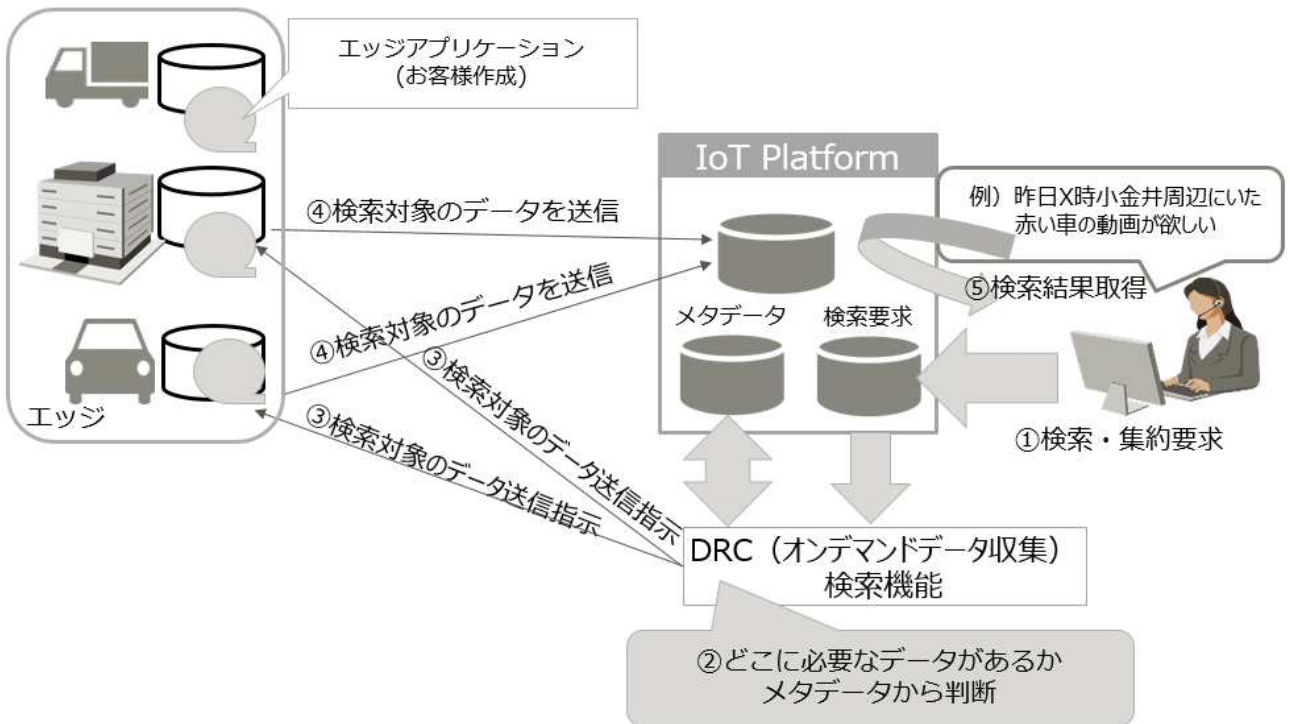 エッジアプリケーション
(お客様作成)
IoT Platform
例）昨日X時小金井周辺にいた
赤い車の動画が欲しい
④検索対象のデータを送信
④検索対象のデータを送信
⑤検索結果取得
メタデータ
検索要求
③検索対象のデータ送信指示
③検索対象のデータ送信指示
エッジ
①検索・集約要求
DRC（オンデマンドデータ収集）
検索機能
②どこに必要なデータがあるか
メタデータから判断